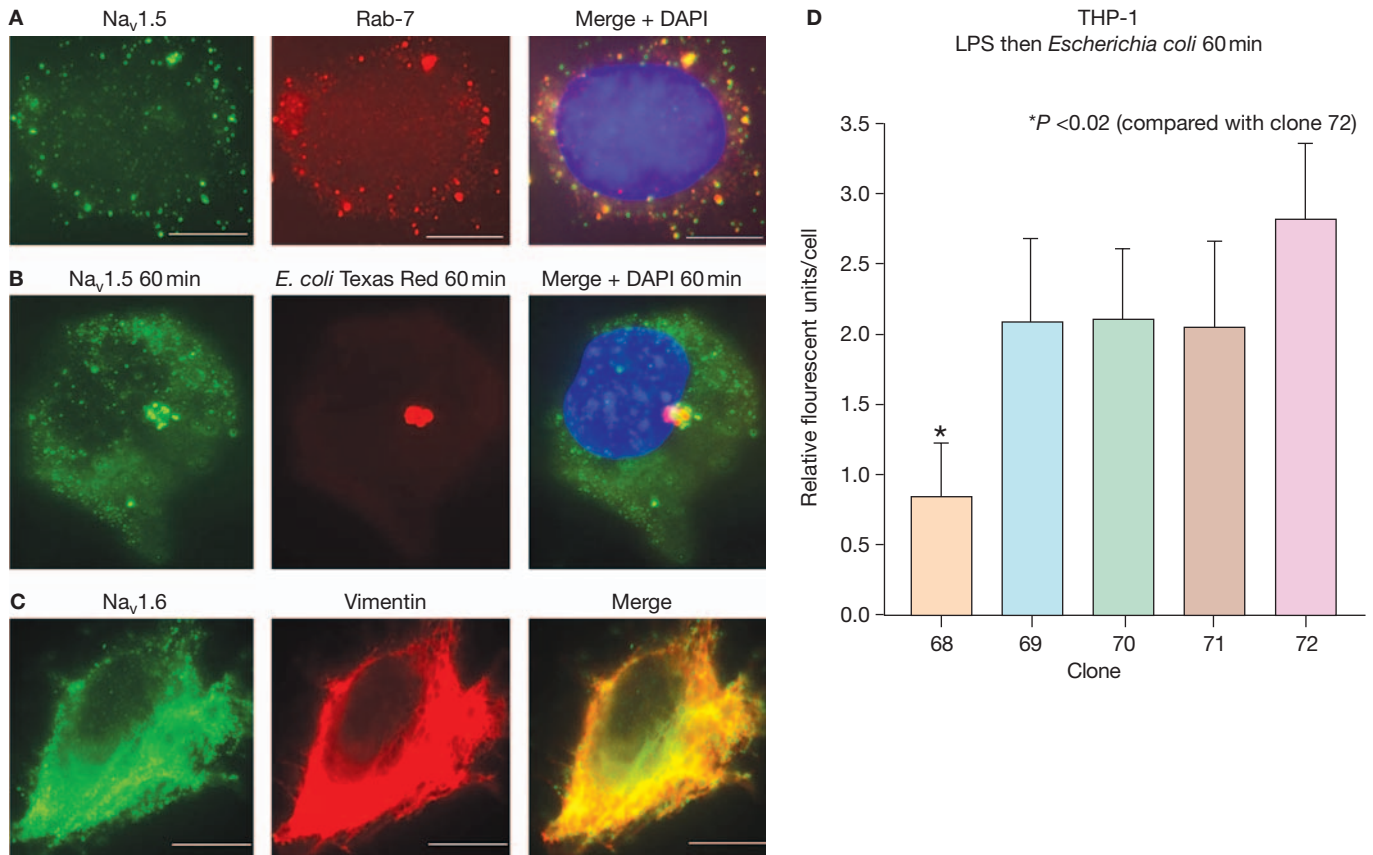 A Nav1.5 Rab-7 Merge + DAPI
B Nav1.5 60 min E. coli Texas Red 60 min Merge + DAPI 60 min
C Nav1.6 Vimentin Merge
D THP-1
LPS then Escherichia coli 60 min
*P <0.02 (compared with clone 72)
Relative flourescent units/cell
3.5
3.0
2.5
2.0
1.5
1.0
0.5
0.0
*
68 69 70 71 72
Clone